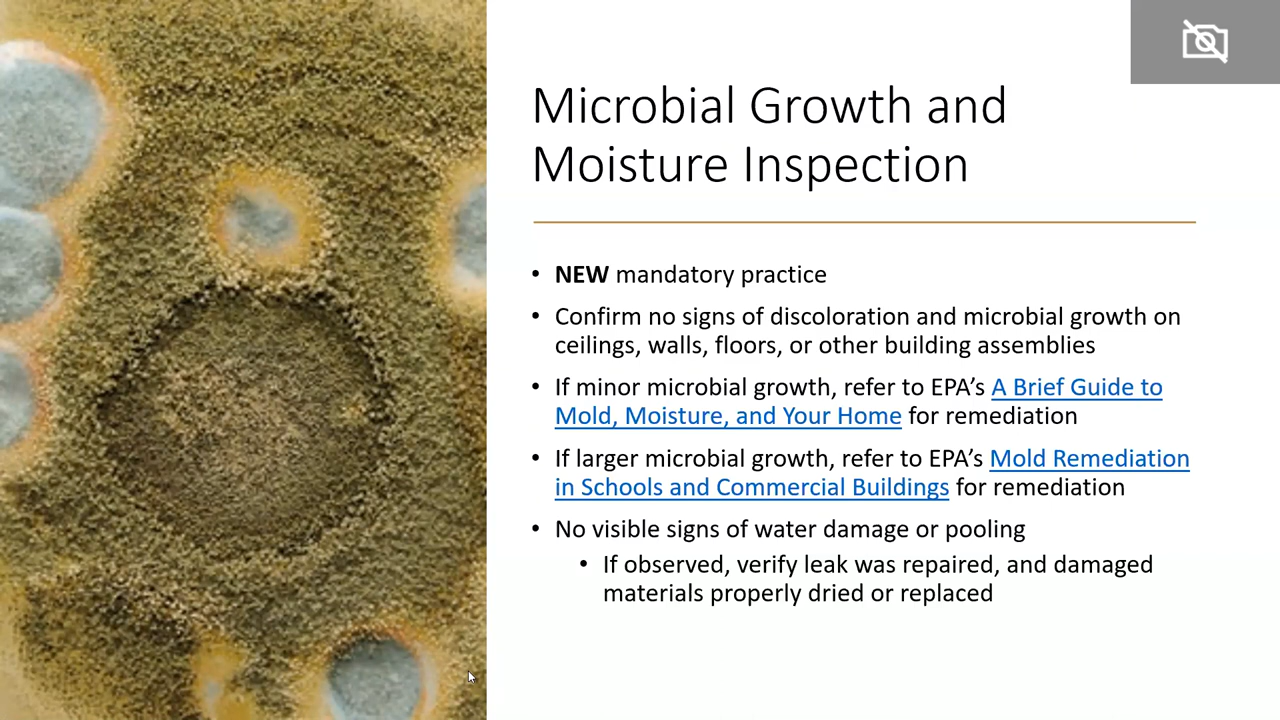 Microbial Growth and
Moisture Inspection
• NEW mandatory practice
• Confirm no signs of discoloration and microbial growth on
ceilings, walls, floors, or other building assemblies
• If minor microbial growth, refer to EPA’s A Brief Guide to
Mold, Moisture, and Your Home for remediation
• If larger microbial growth, refer to EPA’s Mold Remediation
in Schools and Commercial Buildings for remediation
• No visible signs of water damage or pooling
• If observed, verify leak was repaired, and damaged
materials properly dried or replaced